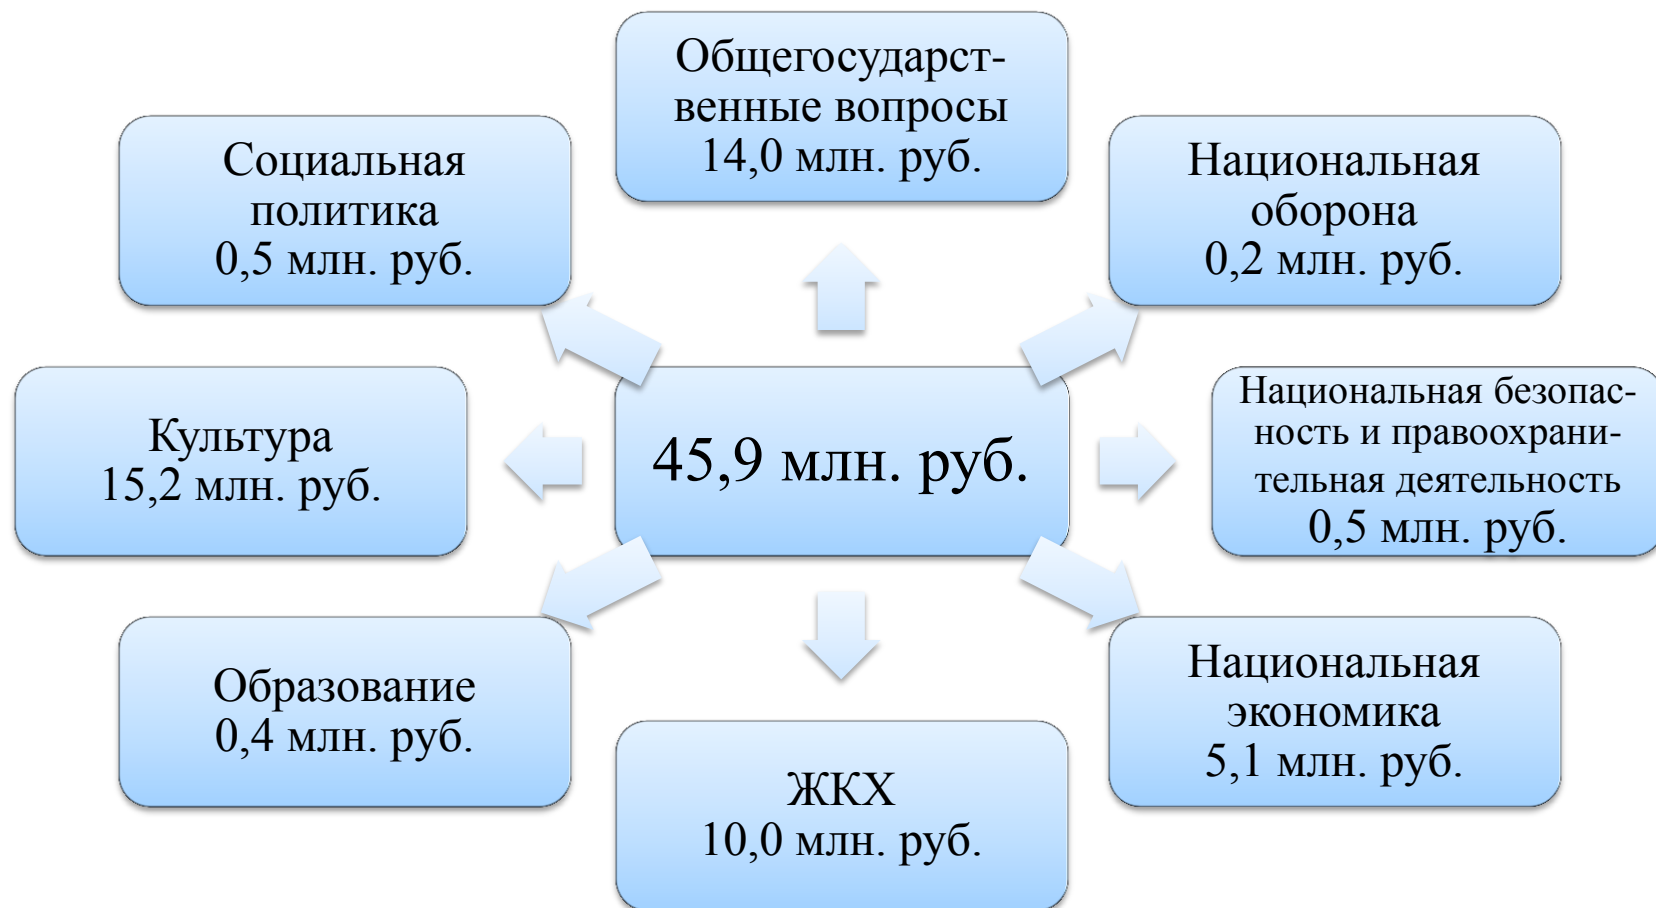 Общегосударст-
венные вопросы
14,0 млн. руб.
Социальная
политика
0,5 млн. руб.
Национальная
оборона
0,2 млн. руб.
Культура
15,2 млн. руб.
45,9 млн. руб.
Национальная безопас-
ность и правоохрани-
тельная деятельность
0,5 млн. руб.
Образование
0,4 млн. руб.
Национальная
экономика
5,1 млн. руб.
ЖКХ
10,0 млн. руб.